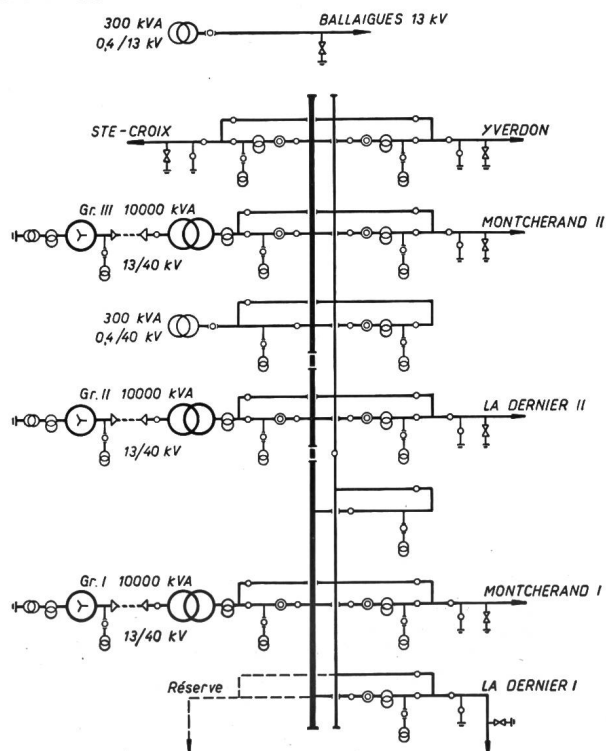 300 kVA
0,4/13 kV
BALLAIGUES 13 kV
STE-CROIX
YVERDON
Gr. III 10000 kVA
13/40 kV
MONTCHERAND II
300 kVA
0,4/40 kV
Gr. II 10000 kVA
13/40 kV
LA DERNIER II
Gr. I 10000 kVA
13/40 kV
MONTCHERAND I
Réserve
LA DERNIER I